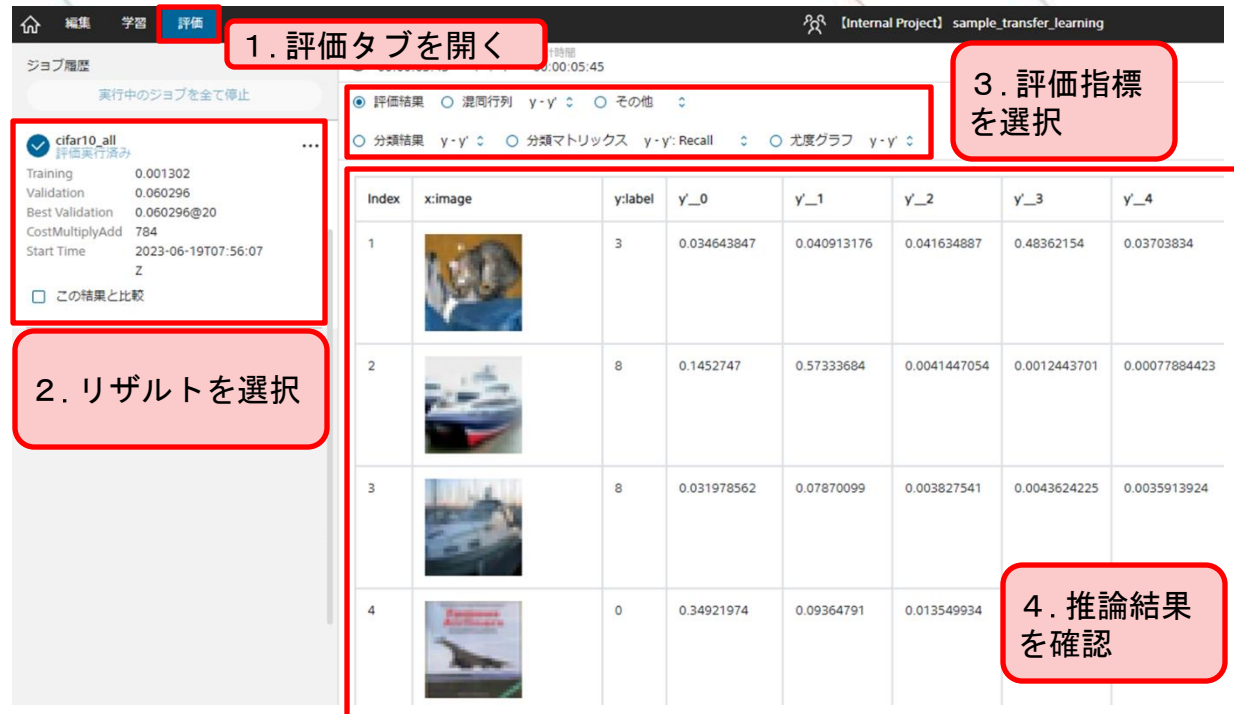 編集 学習 評価
【Internal Project】 sample_transfer_learning
1.評価タブを開く
ジョブ履歴
00:00:05:45
実行中のジョブを全て停止
3.評価指標
を選択
評価結果 混同行列 y - y' その他
分類結果 y - y' 分類マトリックス y - y': Recall 尤度グラフ y - y'
cifar10_all
評価実行済み
Training 0.001302
Validation 0.060296
Best Validation 0.060296@20
CostMultiplyAdd 784
Start Time 2023-06-19T07:56:07
Z
この結果と比較
2.リザルトを選択
Index x:image y:label y'__0 y'__1 y'__2 y'__3 y'__4
1 3 0.034643847 0.040913176 0.041634887 0.48362154 0.03703834
2 8 0.1452747 0.57333684 0.0041447054 0.0012443701 0.00077884423
3 8 0.031978562 0.07870099 0.003827541 0.0043624225 0.0035913924
4 0 0.34921974 0.09364791 0.013549934
4.推論結果
を確認